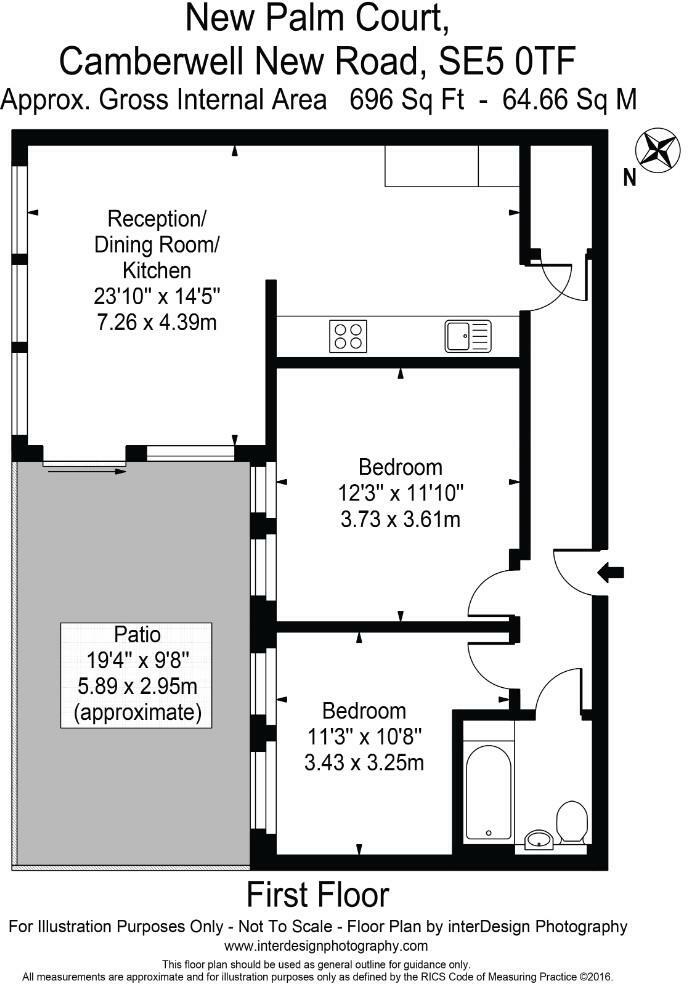 New Palm Court,
Camberwell New Road, SE5 0TF
Approx. Gross Internal Area 696 Sq Ft - 64.66 Sq M
N
Reception/
Dining Room/
Kitchen
23'10" x 14'5"
7.26 x 4.39m
Bedroom
12'3" x 11'10"
3.73 x 3.61m
Patio
19'4" x 9'8"
5.89 x 2.95m
(approximate)
Bedroom
11'3" x 10'8"
3.43 x 3.25m
First Floor
For Illustration Purposes Only - Not To Scale - Floor Plan by interDesign Photography
www.interdesignphotography.com
This floor plan should be used as general outline for guidance only.
All measurements are approximate and for illustration purposes only as defined by the RICS Code of Measuring Practice ©2016.